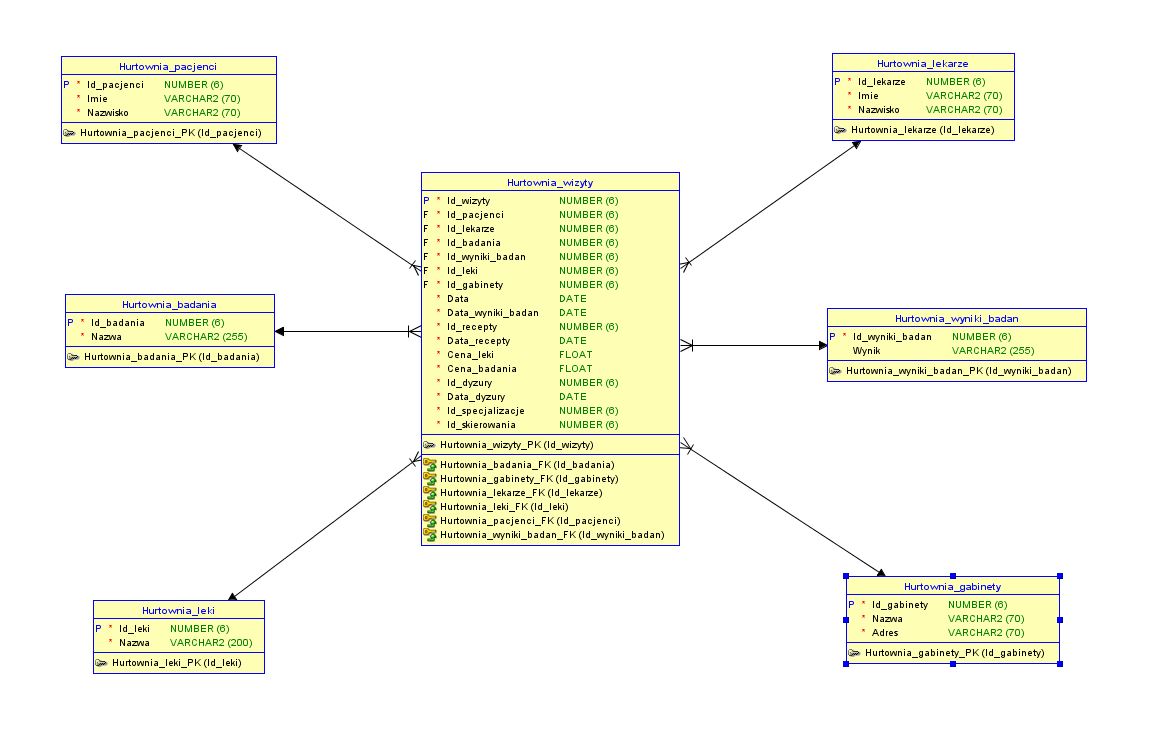 Hurtownia_pacjenci
P * Id_pacjenci NUMBER (6)
* Imie VARCHAR2 (70)
* Nazwisko VARCHAR2 (70)
Hurtownia_pacjenci_PK (Id_pacjenci)
Hurtownia_lekarze
P * Id_lekarze NUMBER (6)
* Imie VARCHAR2 (70)
* Nazwisko VARCHAR2 (70)
Hurtownia_lekarze (Id_lekarze)
Hurtownia_wizyty
P * Id_wizyty NUMBER (6)
F * Id_pacjenci NUMBER (6)
F * Id_lekarze NUMBER (6)
F * Id_badania NUMBER (6)
F * Id_wyniki_badan NUMBER (6)
F * Id_leki NUMBER (6)
F * Id_gabinety NUMBER (6)
* Data DATE
* Data_wyniki_badan DATE
* Id_recepty NUMBER (6)
* Data_recepty DATE
* Cena_leki FLOAT
* Cena_badania FLOAT
* Id_dyzury NUMBER (6)
* Data_dyzury DATE
* Id_specjalizacje NUMBER (6)
* Id_skierowania NUMBER (6)
Hurtownia_wizyty_PK (Id_wizyty)
Hurtownia_badania_FK (Id_badania)
Hurtownia_gabinety_FK (Id_gabinety)
Hurtownia_lekarze_FK (Id_lekarze)
Hurtownia_leki_FK (Id_leki)
Hurtownia_pacjenci_FK (Id_pacjenci)
Hurtownia_wyniki_badan_FK (Id_wyniki_badan)
Hurtownia_badania
P * Id_badania NUMBER (6)
* Nazwa VARCHAR2 (255)
Hurtownia_badania_PK (Id_badania)
Hurtownia_wyniki_badan
P * Id_wyniki_badan NUMBER (6)
Wynik VARCHAR2 (255)
Hurtownia_wyniki_badan_PK (Id_wyniki_badan)
Hurtownia_leki
P * Id_leki NUMBER (6)
* Nazwa VARCHAR2 (200)
Hurtownia_leki_PK (Id_leki)
Hurtownia_gabinety
P * Id_gabinety NUMBER (6)
* Nazwa VARCHAR2 (70)
* Adres VARCHAR2 (70)
Hurtownia_gabinety_PK (Id_gabinety)